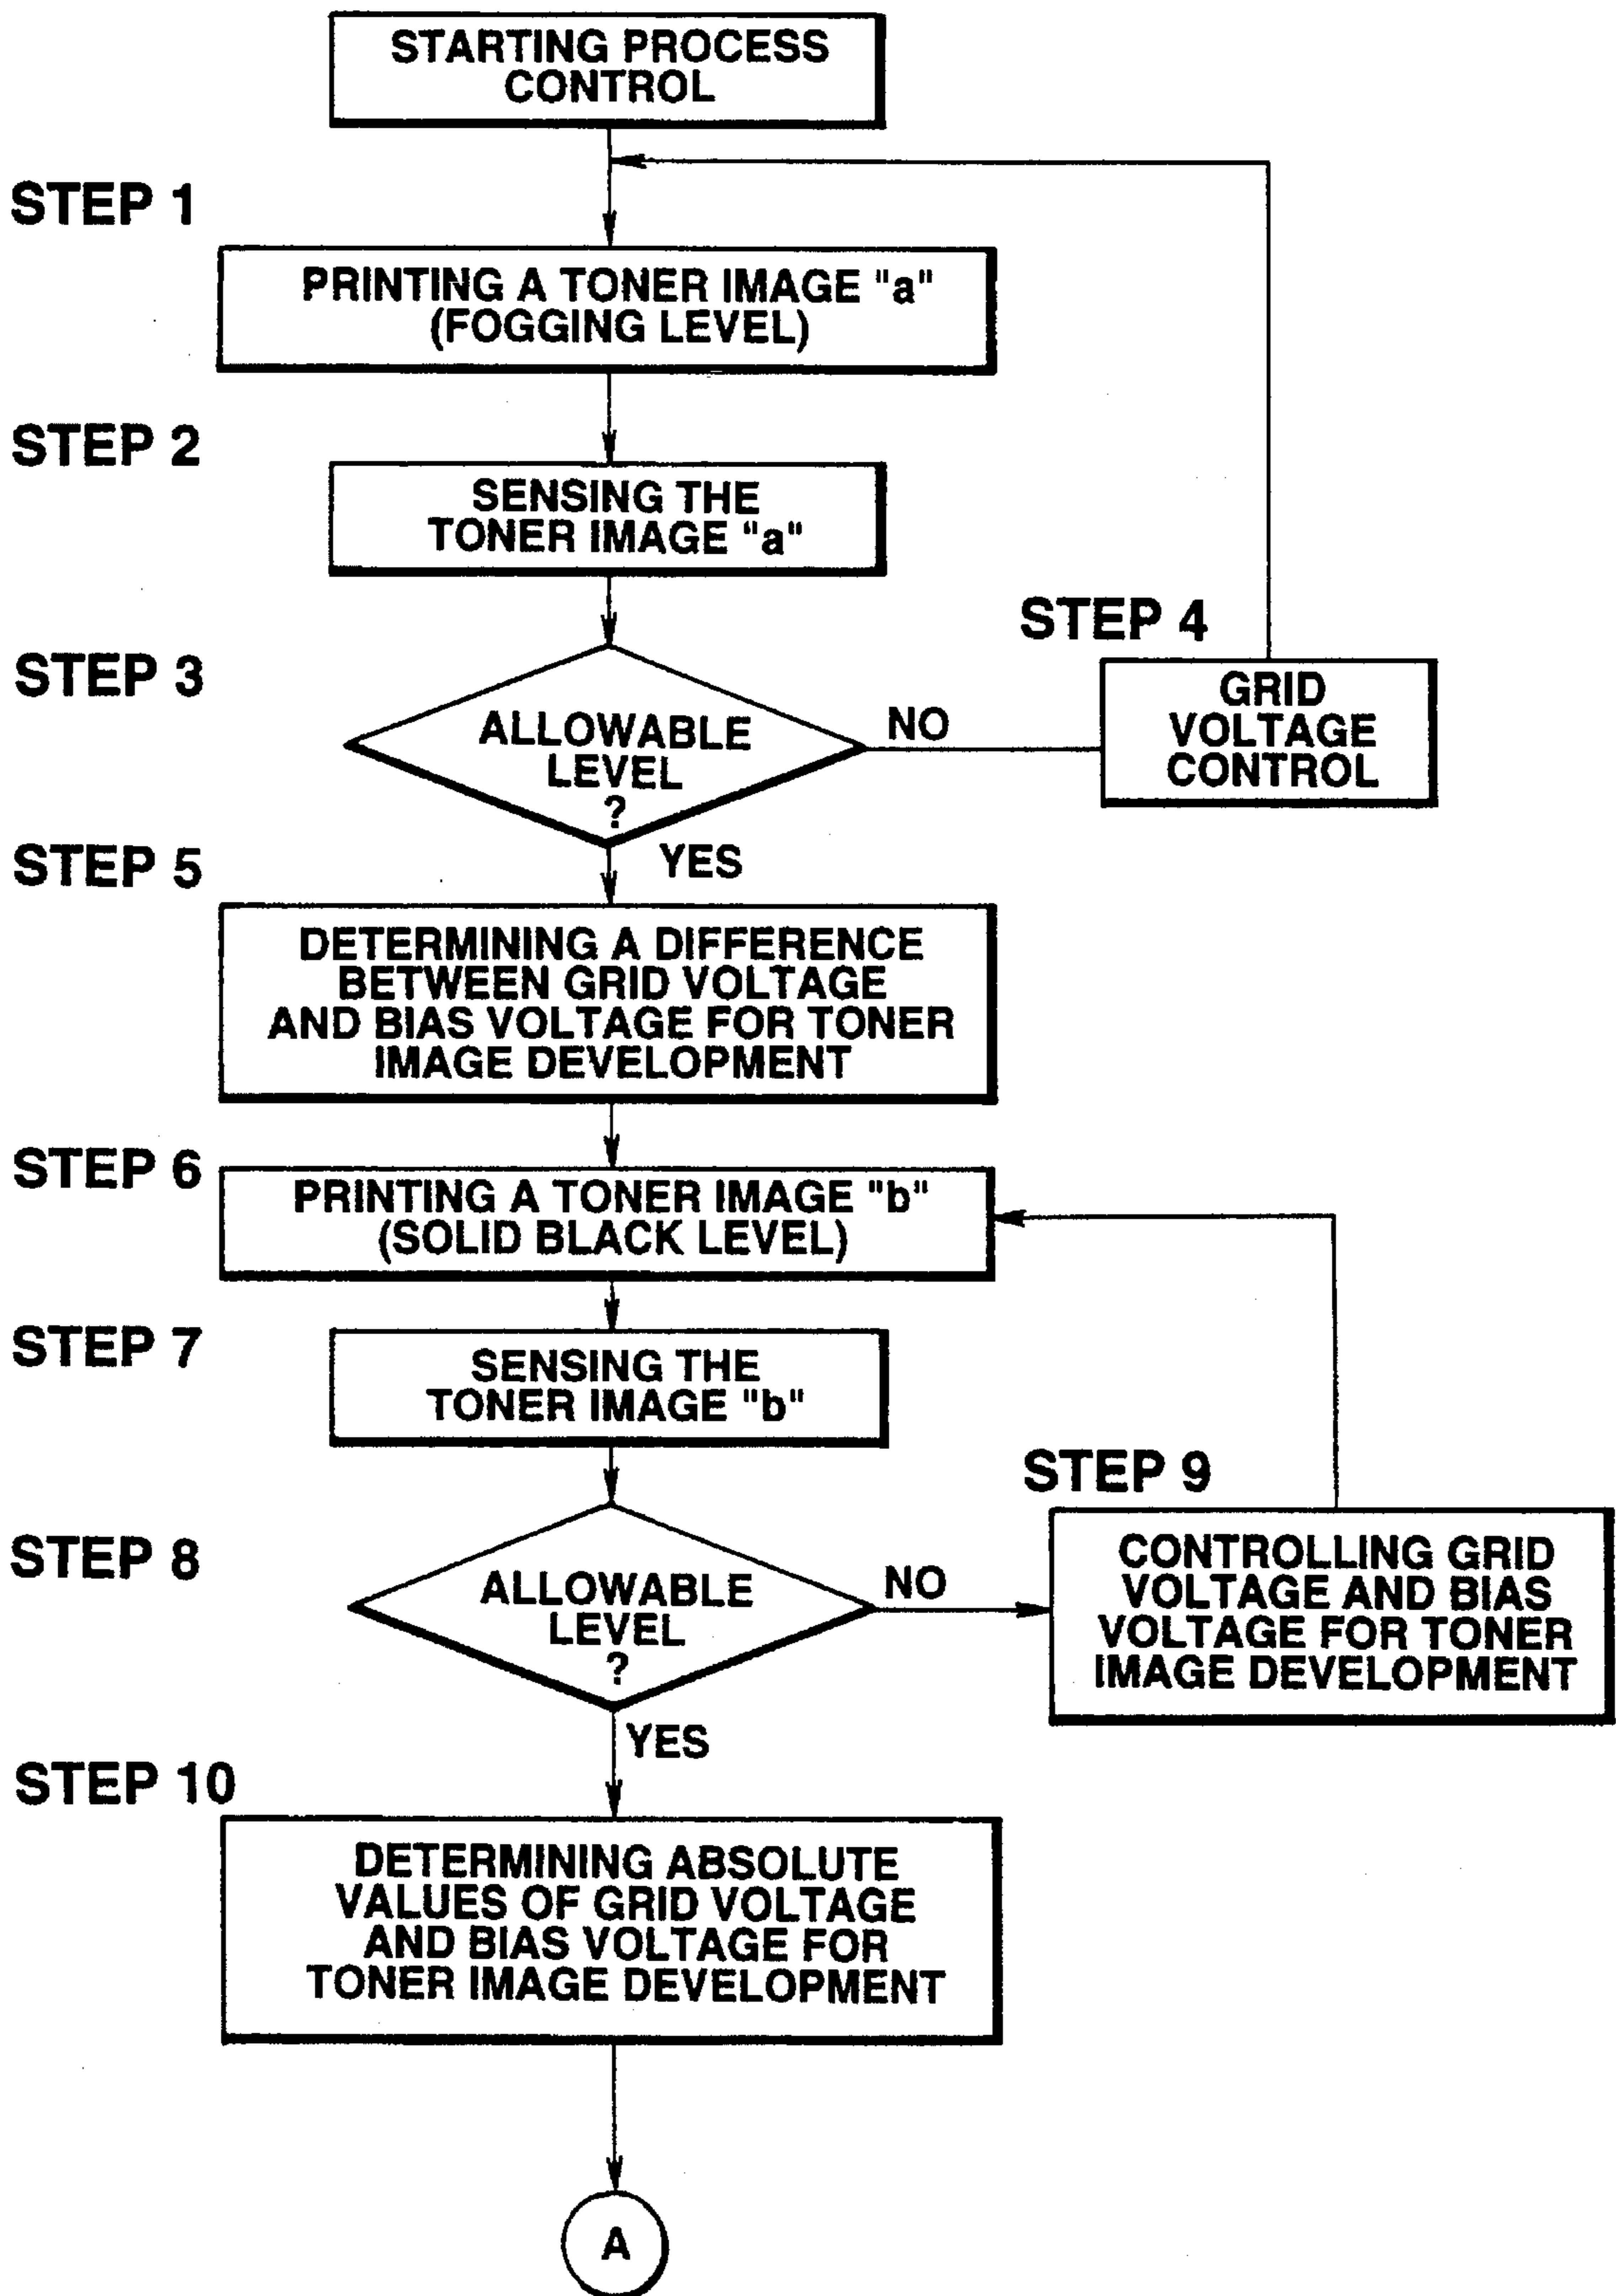 STARTING PROCESS
CONTROL
STEP 1
PRINTING A TONER IMAGE "a"
(FOGGING LEVEL)
STEP 2
SENSING THE
TONER IMAGE "a"
STEP 3
ALLOWABLE
LEVEL
?
NO
STEP 4
GRID
VOLTAGE
CONTROL
YES
STEP 5
DETERMINING A DIFFERENCE
BETWEEN GRID VOLTAGE
AND BIAS VOLTAGE FOR TONER
IMAGE DEVELOPMENT
STEP 6
PRINTING A TONER IMAGE "b"
(SOLID BLACK LEVEL)
STEP 7
SENSING THE
TONER IMAGE "b"
STEP 8
ALLOWABLE
LEVEL
?
NO
STEP 9
CONTROLLING GRID
VOLTAGE AND BIAS
VOLTAGE FOR TONER
IMAGE DEVELOPMENT
YES
STEP 10
DETERMINING ABSOLUTE
VALUES OF GRID VOLTAGE
AND BIAS VOLTAGE FOR
TONER IMAGE DEVELOPMENT
A